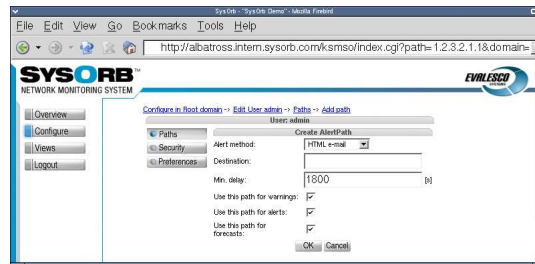 SysOrb - "SysOrb Demo" - Mozilla Firebird
File Edit View Go Bookmarks Tools Help
http://albatross.intern.sysorb.com/ksmso/index.cgi?path=1.2.3.2.1.1&domain=
SYSORB™
NETWORK MONITORING SYSTEM
EVALESCO
SYSTEMS
Overview
Configure
Views
Logout
Configure in Root domain -> Edit User admin -> Paths -> Add path
User: admin
Paths
Security
Preferences
Create AlertPath
Alert method: HTML e-mail
Destination:
Min. delay: 1800 [s]
Use this path for warnings:
Use this path for alerts:
Use this path for
forecasts:
OK Cancel